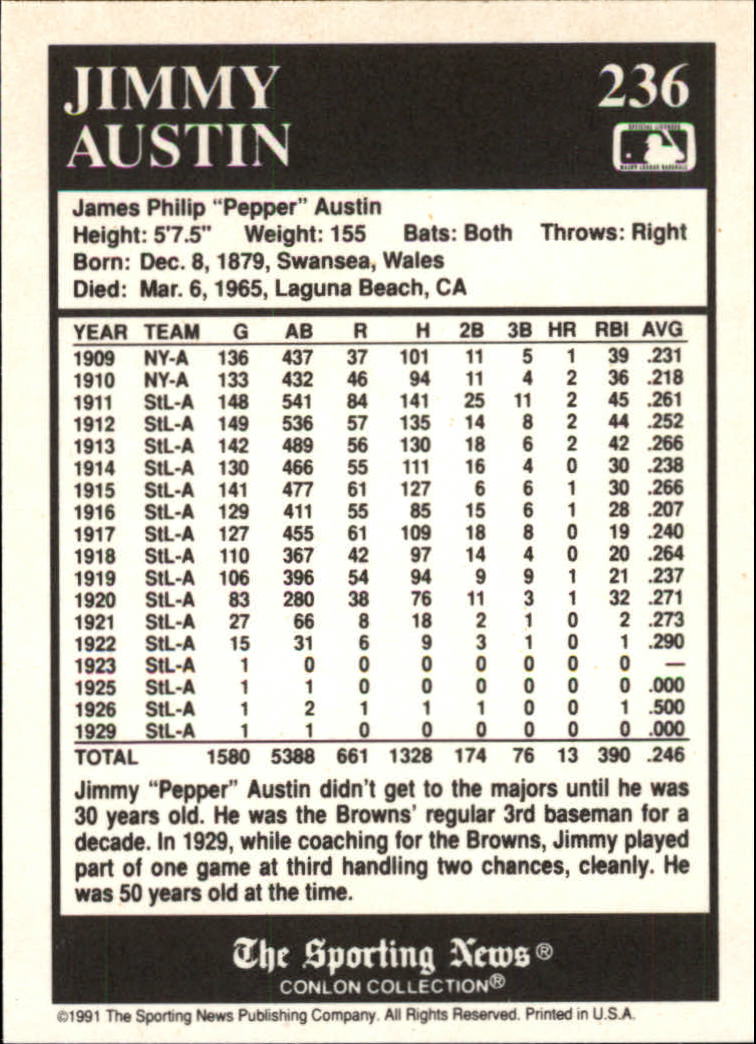 JIMMY
AUSTIN
236
OFFICIAL LICENSEE
MAJOR LEAGUE BASEBALL
James Philip "Pepper" Austin
Height: 5'7.5" Weight: 155 Bats: Both Throws: Right
Born: Dec. 8, 1879, Swansea, Wales
Died: Mar. 6, 1965, Laguna Beach, CA
YEAR TEAM G AB R H 2B 3B HR RBI AVG
1909 NY-A 136 437 37 101 11 5 1 39 .231
1910 NY-A 133 432 46 94 11 4 2 36 .218
1911 StL-A 148 541 84 141 25 11 2 45 .261
1912 StL-A 149 536 57 135 14 8 2 44 .252
1913 StL-A 142 489 56 130 18 6 2 42 .266
1914 StL-A 130 466 55 111 16 4 0 30 .238
1915 StL-A 141 477 61 127 6 6 1 30 .266
1916 StL-A 129 411 55 85 15 6 1 28 .207
1917 StL-A 127 455 61 109 18 8 0 19 .240
1918 StL-A 110 367 42 97 14 4 0 20 .264
1919 StL-A 106 396 54 94 9 9 1 21 .237
1920 StL-A 83 280 38 76 11 3 1 32 .271
1921 StL-A 27 66 8 18 2 1 0 2 .273
1922 StL-A 15 31 6 9 3 1 0 1 .290
1923 StL-A 1 0 0 0 0 0 0 0 —
1925 StL-A 1 1 0 0 0 0 0 0 .000
1926 StL-A 1 2 1 1 1 0 0 1 .500
1929 StL-A 1 1 0 0 0 0 0 0 .000
TOTAL 1580 5388 661 1328 174 76 13 390 .246
Jimmy "Pepper" Austin didn't get to the majors until he was
30 years old. He was the Browns' regular 3rd baseman for a
decade. In 1929, while coaching for the Browns, Jimmy played
part of one game at third handling two chances, cleanly. He
was 50 years old at the time.
The Sporting News®
CONLON COLLECTION®
©1991 The Sporting News Publishing Company. All Rights Reserved. Printed in U.S.A.